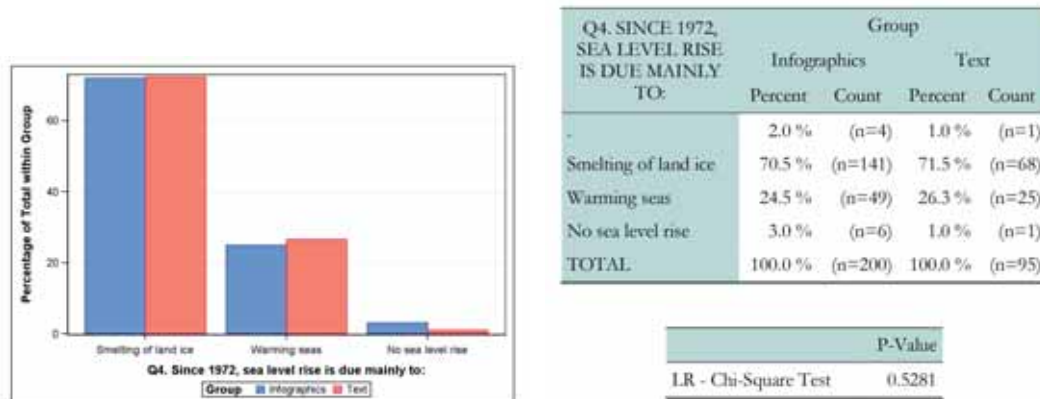 60
40
20
0
Percentage of Total within Group
Smelting of land ice Warming seas No sea level rise
Q4. Since 1972, sea level rise is due mainly to:
Group Infographics Text
Q4. SINCE 1972,
SEA LEVEL RISE
IS DUE MAINLY
TO:
Group
Infographics Text
Percent Count Percent Count
. 2.0 % (n=4) 1.0 % (n=1)
Smelting of land ice 70.5 % (n=141) 71.5 % (n=68)
Warming seas 24.5 % (n=49) 26.3 % (n=25)
No sea level rise 3.0 % (n=6) 1.0 % (n=1)
TOTAL 100.0 % (n=200) 100.0 % (n=95)
P-Value
LR - Chi-Square Test 0.5281